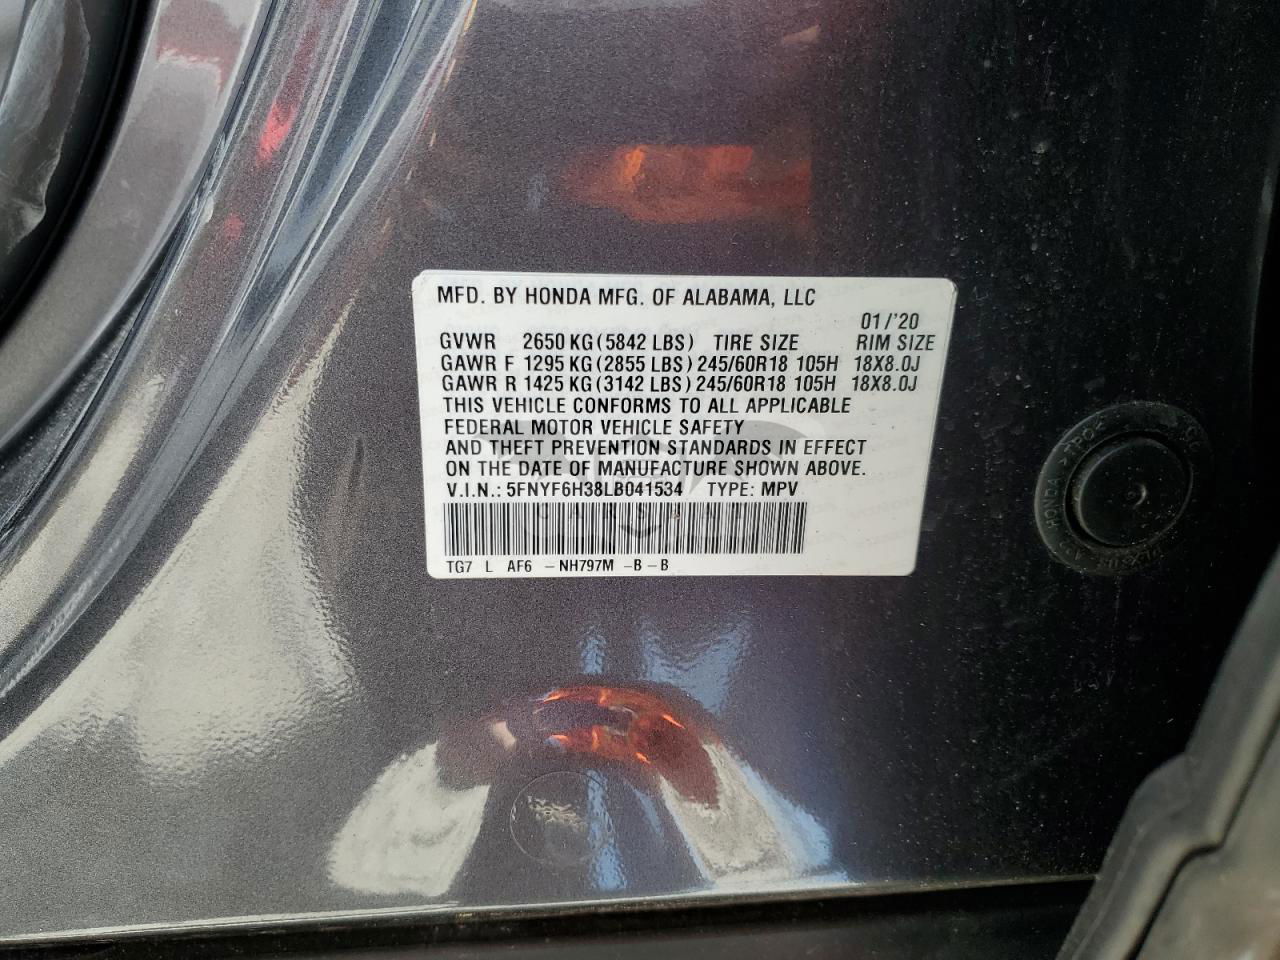 MFD. BY HONDA MFG. OF ALABAMA, LLC
01/'20
GVWR 2650 KG (5842 LBS) TIRE SIZE RIM SIZE
GAWR F 1295 KG (2855 LBS) 245/60R18 105H 18X8.0J
GAWR R 1425 KG (3142 LBS) 245/60R18 105H 18X8.0J
THIS VEHICLE CONFORMS TO ALL APPLICABLE
FEDERAL MOTOR VEHICLE SAFETY
AND THEFT PREVENTION STANDARDS IN EFFECT
ON THE DATE OF MANUFACTURE SHOWN ABOVE.
V.I.N.: 5FNYF6H38LB041534 TYPE: MPV
TG7 L AF6 -NH797M -B-B
HONDA >TPO<